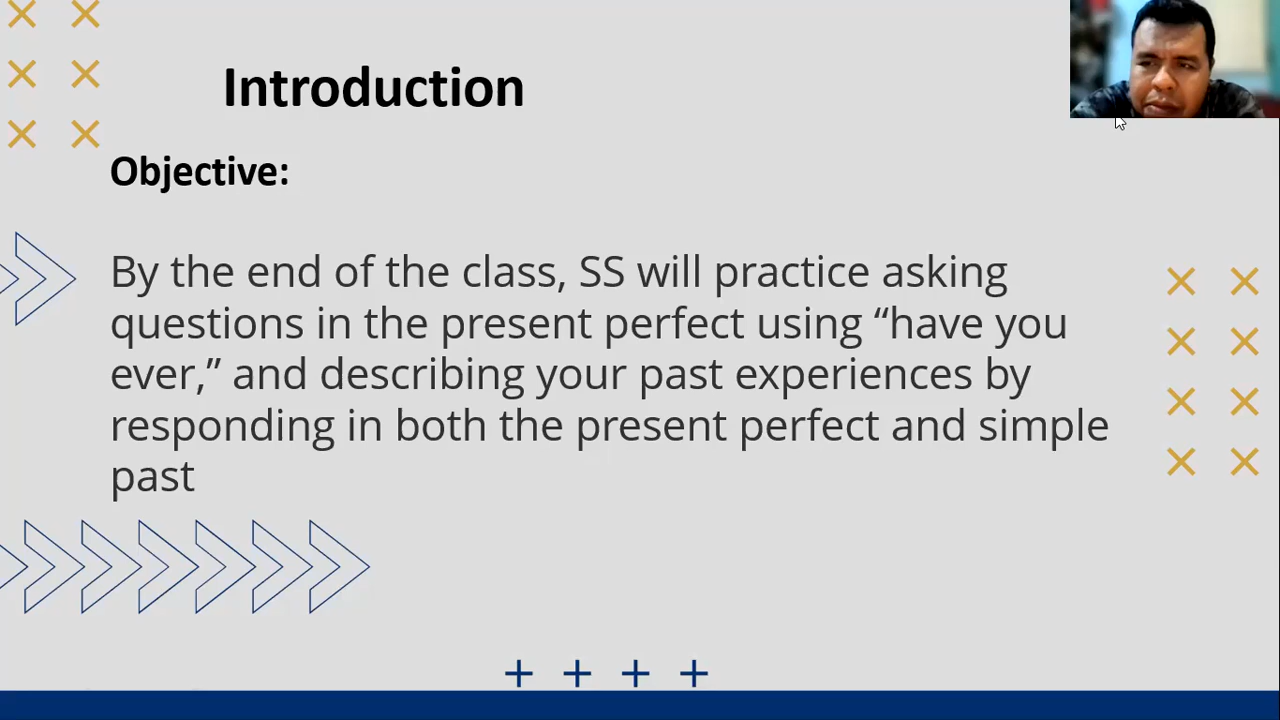 Introduction
Objective:
By the end of the class, SS will practice asking
questions in the present perfect using “have you
ever,” and describing your past experiences by
responding in both the present perfect and simple
past